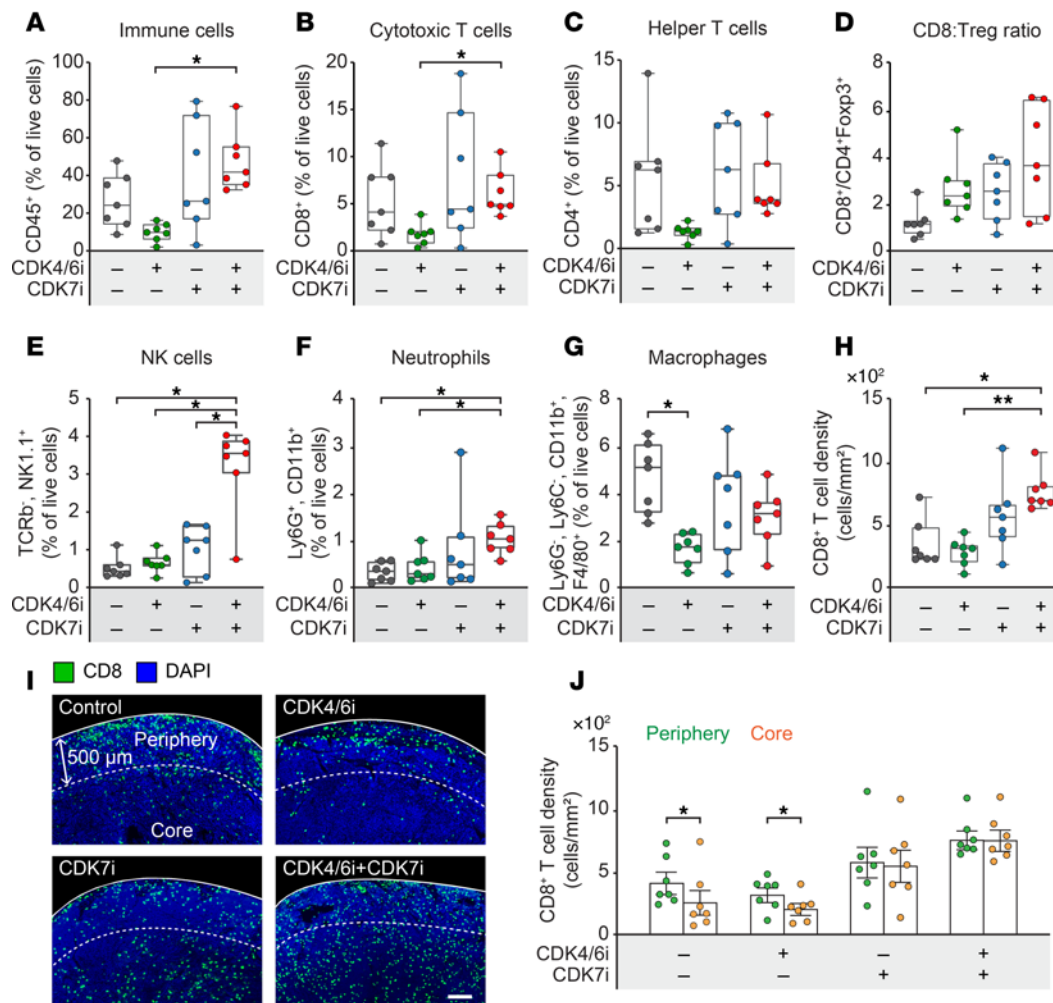 A Immune cells
CD45⁺ (% of live cells)
100
80
60
40
20
0
*
CDK4/6i – + – +
CDK7i – – + +
B Cytotoxic T cells
CD8⁺ (% of live cells)
20
15
10
5
0
*
– + – +
– – + +
C Helper T cells
CD4⁺ (% of live cells)
15
10
5
0
CDK4/6i – + – +
CDK7i – – + +
D CD8:Treg ratio
CD8⁺/CD4⁺Foxp3⁺
8
6
4
2
0
– + – +
– – + +
E NK cells
TCRb⁻, NK1.1⁺
(% of live cells)
5
4
3
2
1
0
*
*
*
CDK4/6i – + – +
CDK7i – – + +
F Neutrophils
Ly6G⁺, CD11b⁺
(% of live cells)
4
3
2
1
0
*
*
CDK4/6i – + – +
CDK7i – – + +
G Macrophages
Ly6G⁻, Ly6C⁻, CD11b⁺,
F4/80⁺ (% of live cells)
8
6
4
2
0
*
CDK4/6i – + – +
CDK7i – – + +
H
×10²
CD8⁺ T cell density
(cells/mm²)
15
10
5
0
*
**
CDK4/6i – + – +
CDK7i – – + +
I
CD8 DAPI
Control
Periphery
500 µm
Core
CDK4/6i
CDK7i
CDK4/6i+CDK7i
J
×10²
CD8⁺ T cell density
(cells/mm²)
15
10
5
0
Periphery Core
* *
CDK4/6i – + – +
CDK7i – – + +